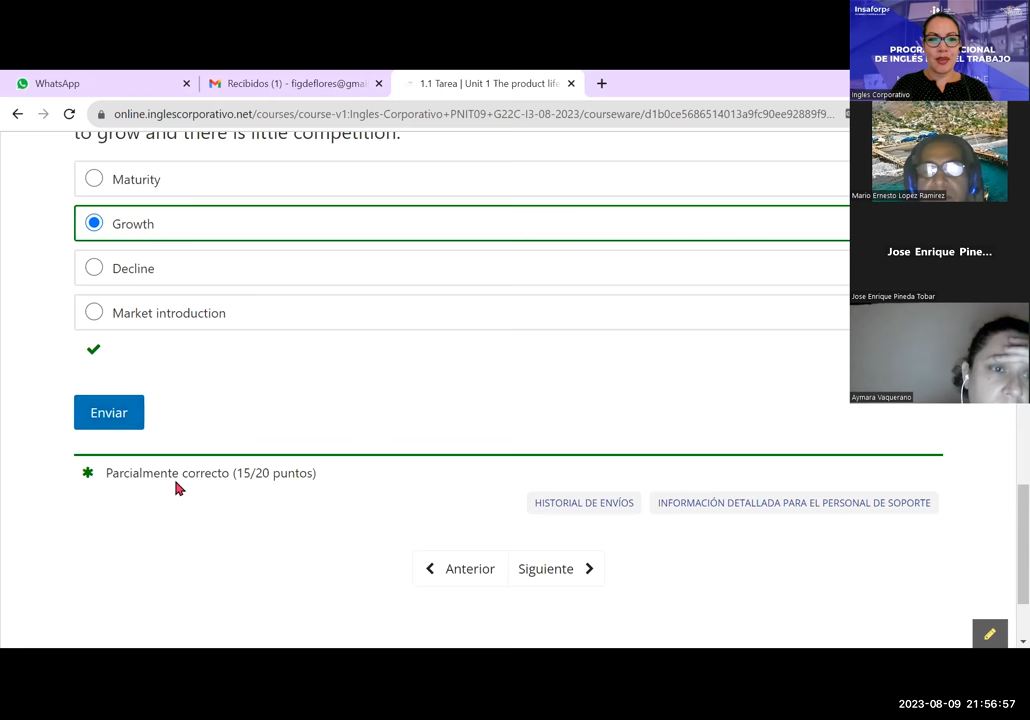 Insaforp
PROGR CIONAL
DE INGLÉS EL TRABAJO
Ingles Corporativo
WhatsApp
Recibidos (1) - figdeflores@gmai
1.1 Tarea | Unit 1 The product life
online.inglescorporativo.net/courses/course-v1:Ingles-Corporativo+PNIT09+G22C-I3-08-2023/courseware/d1b0ce5686514013a9fc90ee92889f9...
to grow and there is little competition.
Maturity
Growth
Decline
Market introduction
Enviar
Parcialmente correcto (15/20 puntos)
HISTORIAL DE ENVÍOS
INFORMACIÓN DETALLADA PARA EL PERSONAL DE SOPORTE
Anterior
Siguiente
Mario Ernesto Lopez Ramirez
Jose Enrique Pine...
Jose Enrique Pineda Tobar
Aymara Vaquerano
2023-08-09 21:56:57